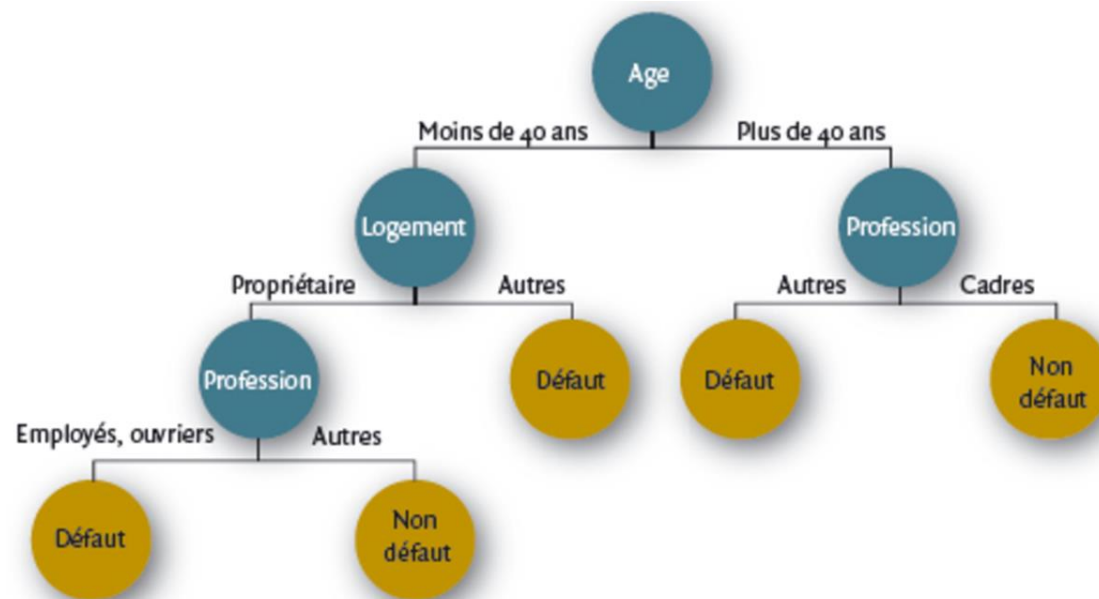 Age
Moins de 40 ans
Plus de 40 ans
Logement
Profession
Propriétaire
Autres
Autres
Cadres
Profession
Défaut
Défaut
Non
défaut
Employés, ouvriers
Autres
Défaut
Non
défaut